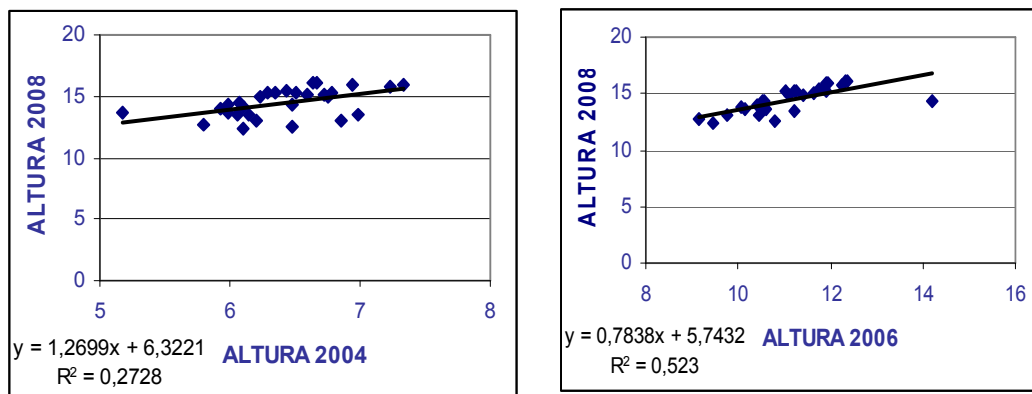 20
15
10
5
0
ALTURA 2008
5 6 7 8
y = 1,2699x + 6,3221
R² = 0,2728
ALTURA 2004
20
15
10
5
0
ALTURA 2008
8 10 12 14 16
y = 0,7838x + 5,7432
R² = 0,523
ALTURA 2006